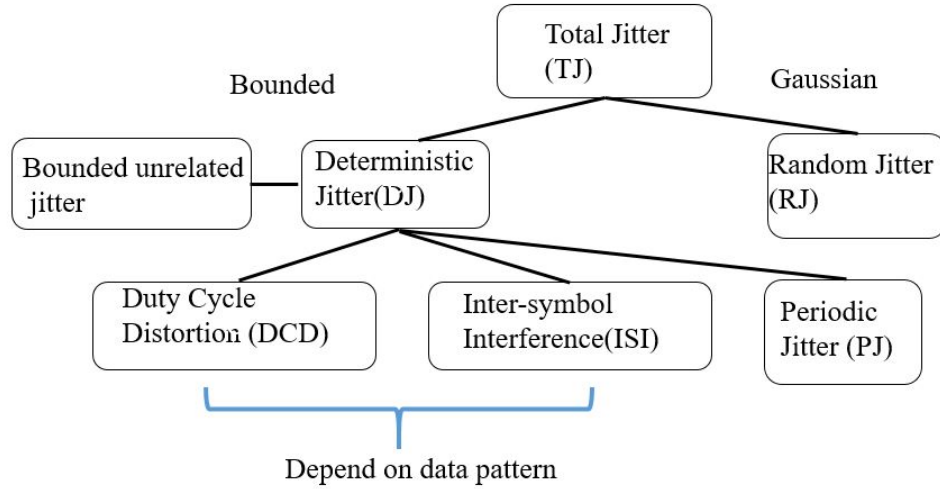 Total Jitter
(TJ)
Bounded
Gaussian
Bounded unrelated
jitter
Deterministic
Jitter(DJ)
Random Jitter
(RJ)
Duty Cycle
Distortion (DCD)
Inter-symbol
Interference(ISI)
Periodic
Jitter (PJ)
Depend on data pattern